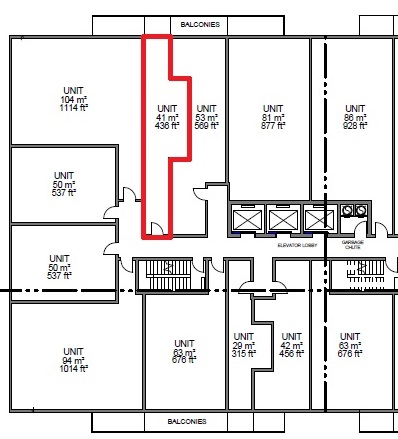 BALCONIES
UNIT
104 m²
1114 ft²
UNIT
41 m²
436 ft²
UNIT
53 m²
569 ft²
UNIT
81 m²
877 ft²
UNIT
86 m²
928 ft²
UNIT
50 m²
537 ft²
ELEVATOR LOBBY
GARBAGE
CHUTE
UNIT
50 m²
537 ft²
UNIT
94 m²
1014 ft²
UNIT
63 m²
676 ft²
UNIT
29 m²
315 ft²
UNIT
42 m²
456 ft²
UNIT
63 m²
676 ft²
BALCONIES